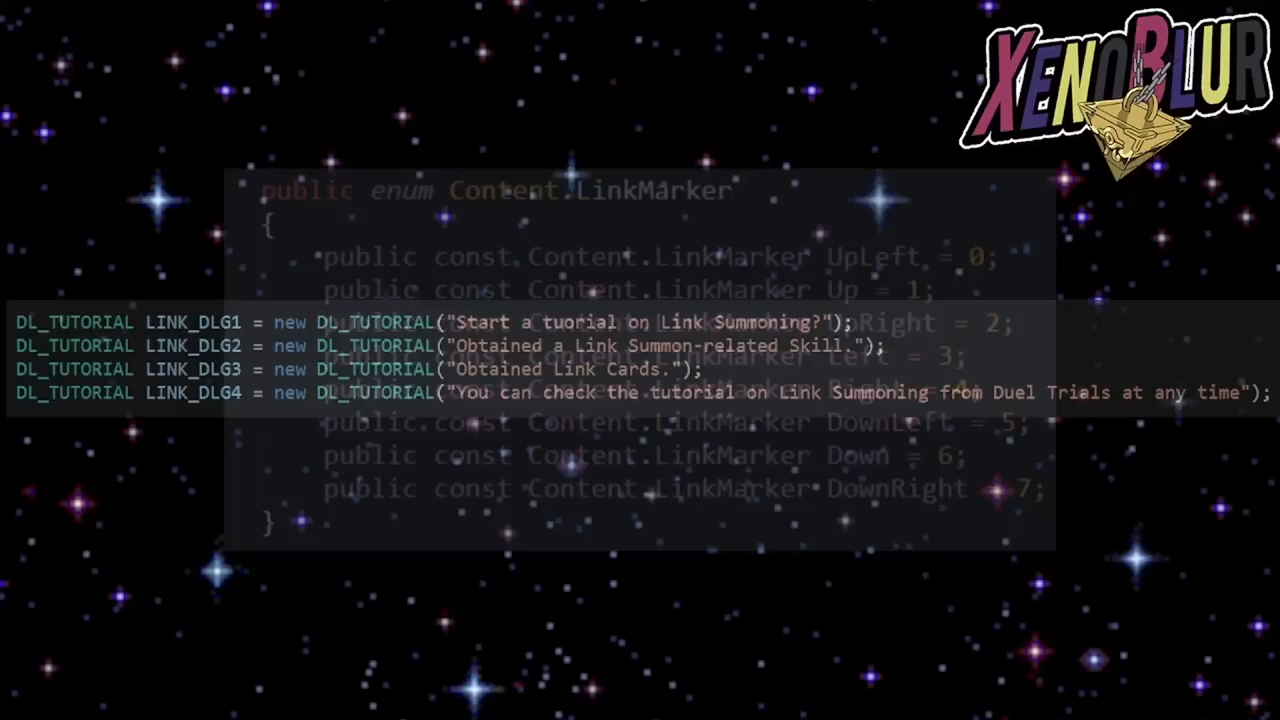 XENOBLUR
public enum Content.LinkMarker
{
public const Content.LinkMarker UpLeft = 0;
public const Content.LinkMarker Up = 1;
DL_TUTORIAL LINK_DLG1 = new DL_TUTORIAL("Start a tuorial on Link Summoning?");
Right = 2;
DL_TUTORIAL LINK_DLG2 = new DL_TUTORIAL("Obtained a Link Summon-related Skill.");
Left = 3;
DL_TUTORIAL LINK_DLG3 = new DL_TUTORIAL("Obtained Link Cards.");
DL_TUTORIAL LINK_DLG4 = new DL_TUTORIAL("You can check the tutorial on Link Summoning from Duel Trials at any time");
public const Content.LinkMarker DownLeft = 5;
public const Content.LinkMarker Down = 6;
public const Content.LinkMarker DownRight = 7;
}